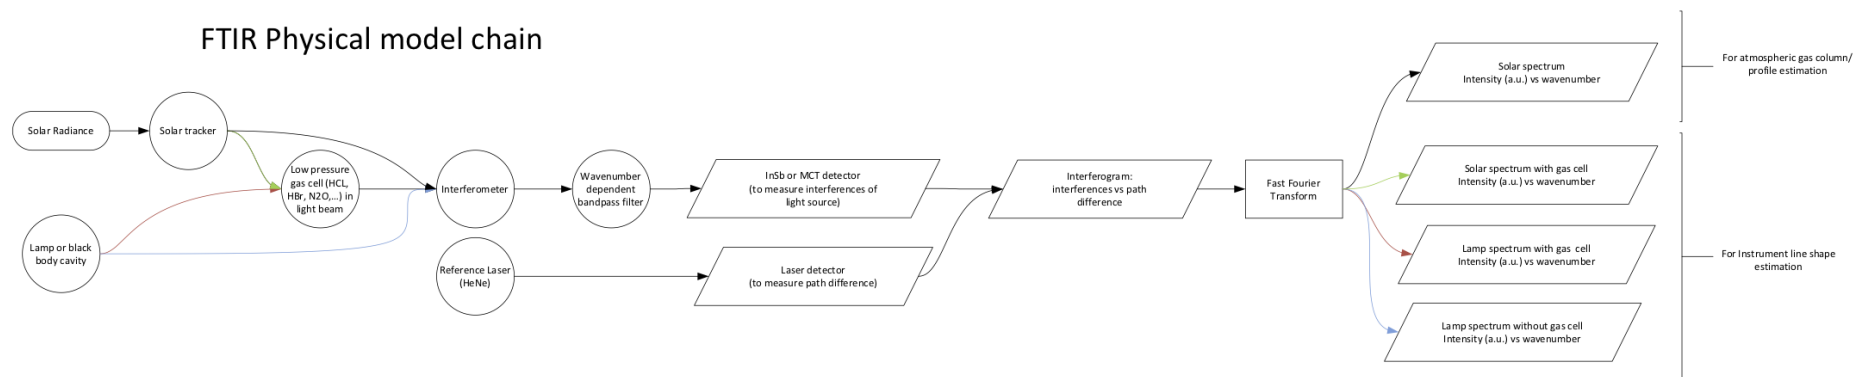 FTIR Physical model chain
Solar Radiance
Solar tracker
Low pressure
gas cell (HCL,
HBr, N2O,...) in
light beam
Lamp or black
body cavity
Interferometer
Reference Laser
(HeNe)
Wavenumber
dependent
bandpass filter
InSb or MCT detector
(to measure interferences of
light source)
Laser detector
(to measure path difference)
Interferogram:
interferences vs path
difference
Fast Fourier
Transform
Solar spectrum
Intensity (a.u.) vs wavenumber
Solar spectrum with gas cell
Intensity (a.u.) vs wavenumber
Lamp spectrum with gas cell
Intensity (a.u.) vs wavenumber
Lamp spectrum without gas cell
Intensity (a.u.) vs wavenumber
For atmospheric gas column/
profile estimation
For Instrument line shape
estimation